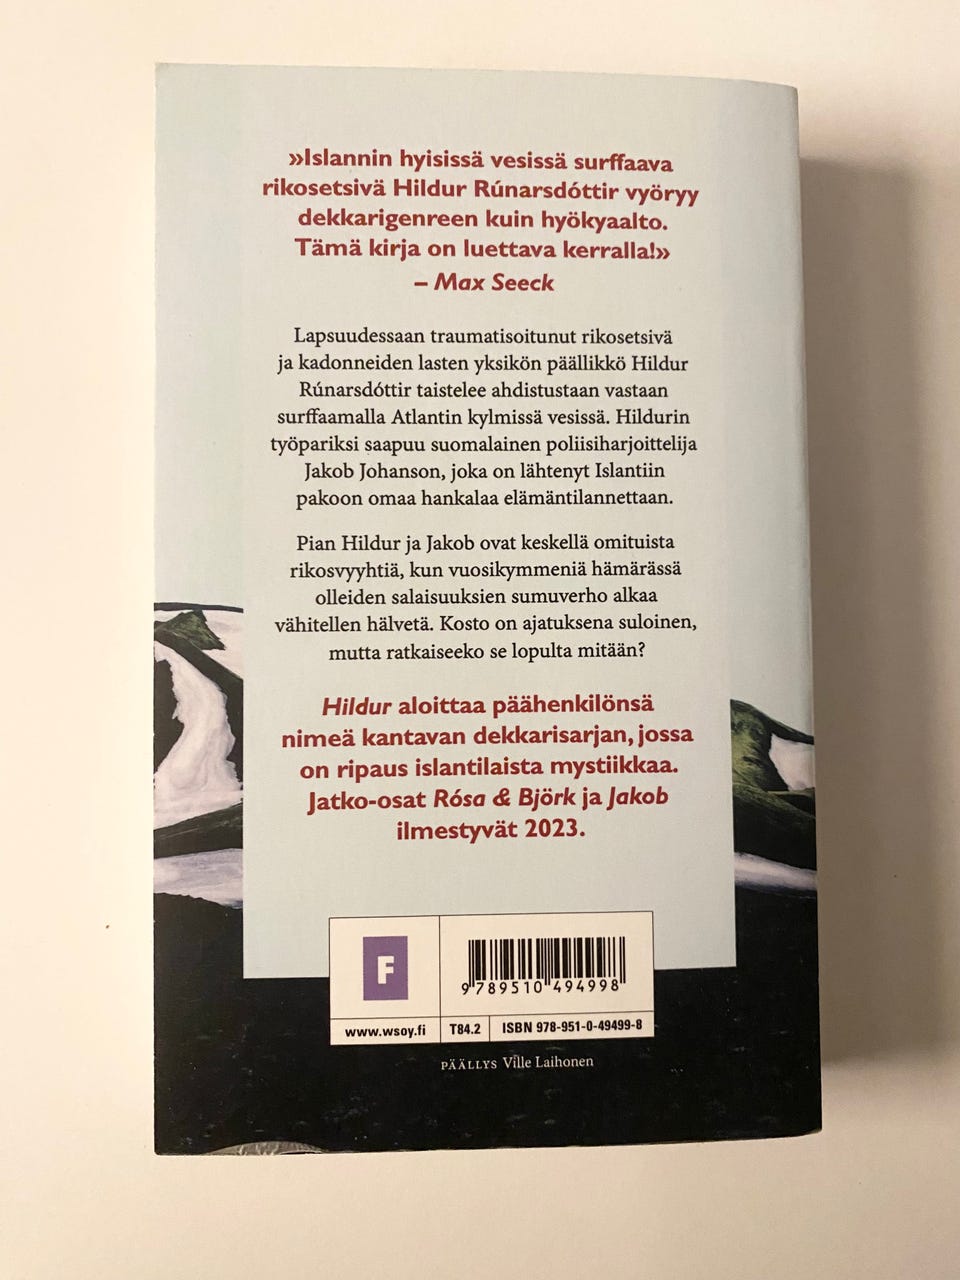 »Islannin hyisissä vesissä surffaava
rikosetsivä Hildur Rúnarsdóttir vyöryy
dekkarigenreen kuin hyökyaalto.
Tämä kirja on luettava kerralla!»
– Max Seeck
Lapsuudessaan traumatisoitunut rikosetsivä
ja kadonneiden lasten yksikön päällikkö Hildur
Rúnarsdóttir taistelee ahdistustaan vastaan
surffaamalla Atlantin kylmissä vesissä. Hildurin
työpariksi saapuu suomalainen poliisiharjoittelija
Jakob Johanson, joka on lähtenyt Islantiin
pakoon omaa hankalaa elämäntilannettaan.
Pian Hildur ja Jakob ovat keskellä omituista
rikosvyyhtiä, kun vuosikymmeniä hämärässä
olleiden salaisuuksien sumuverho alkaa
vähitellen hälvetä. Kosto on ajatuksena suloinen,
mutta ratkaiseeko se lopulta mitään?
Hildur aloittaa päähenkilönsä
nimeä kantavan dekkarisarjan, jossa
on ripaus islantilaista mystiikkaa.
Jatko-osat Rósa & Björk ja Jakob
ilmestyvät 2023.
F
9 789510 494998
www.wsoy.fi T84.2 ISBN 978-951-0-49499-8
PÄÄLLYS Ville Laihonen